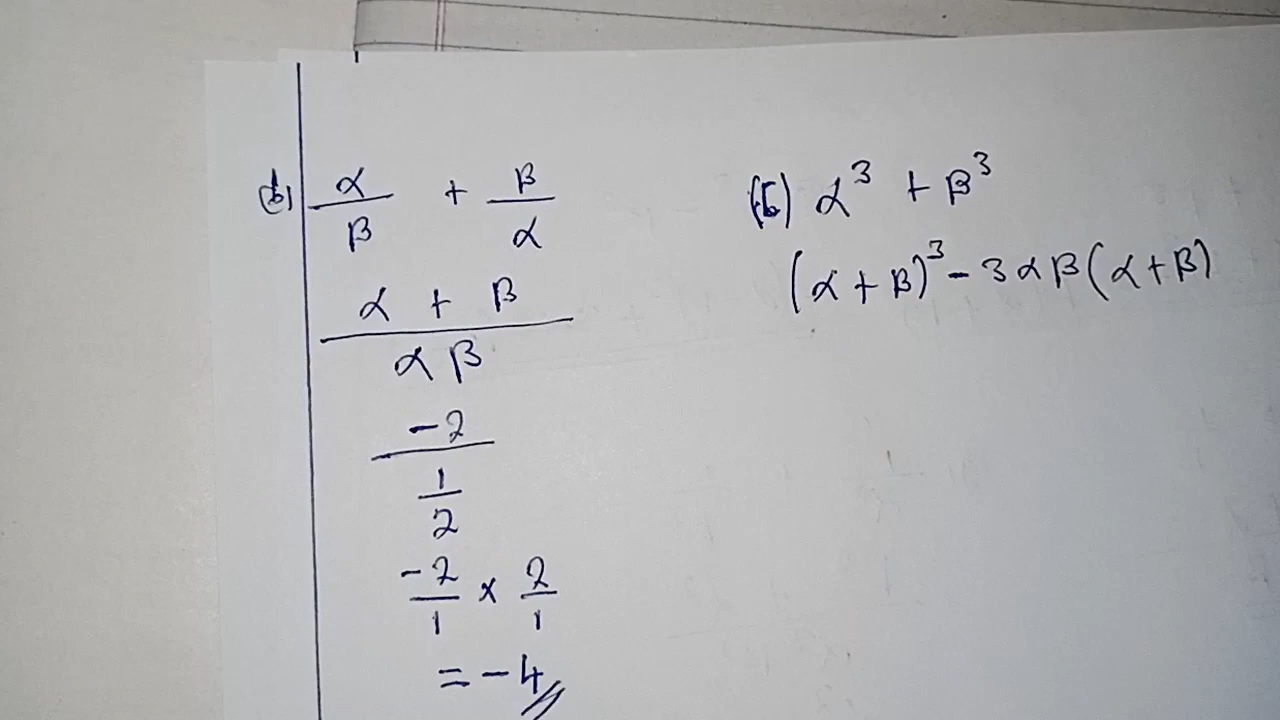 (b) α/β + β/α
α + β / αβ
-2 / 1/2
-2/1 × 2/1
= -4
(c) α³ + β³
(α + β)³ - 3αβ(α + β)